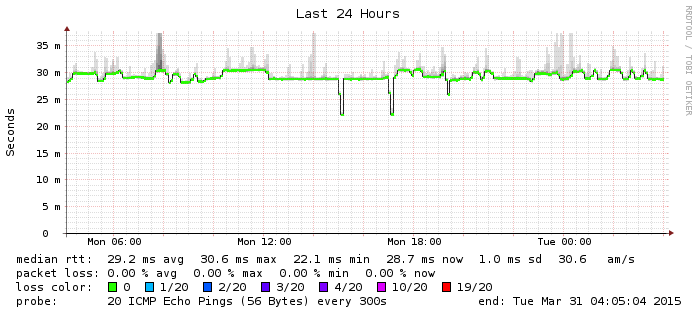 Last 24 Hours
RRDTOOL / TOBI OETIKER
Seconds
35 m
30 m
25 m
20 m
15 m
10 m
5 m
0
Mon 06:00 Mon 12:00 Mon 18:00 Tue 00:00
median rtt: 29.2 ms avg 30.6 ms max 22.1 ms min 28.7 ms now 1.0 ms sd 30.6 am/s
packet loss: 0.00 % avg 0.00 % max 0.00 % min 0.00 % now
loss color: 0 1/20 2/20 3/20 4/20 10/20 19/20
probe: 20 ICMP Echo Pings (56 Bytes) every 300s end: Tue Mar 31 04:05:04 2015